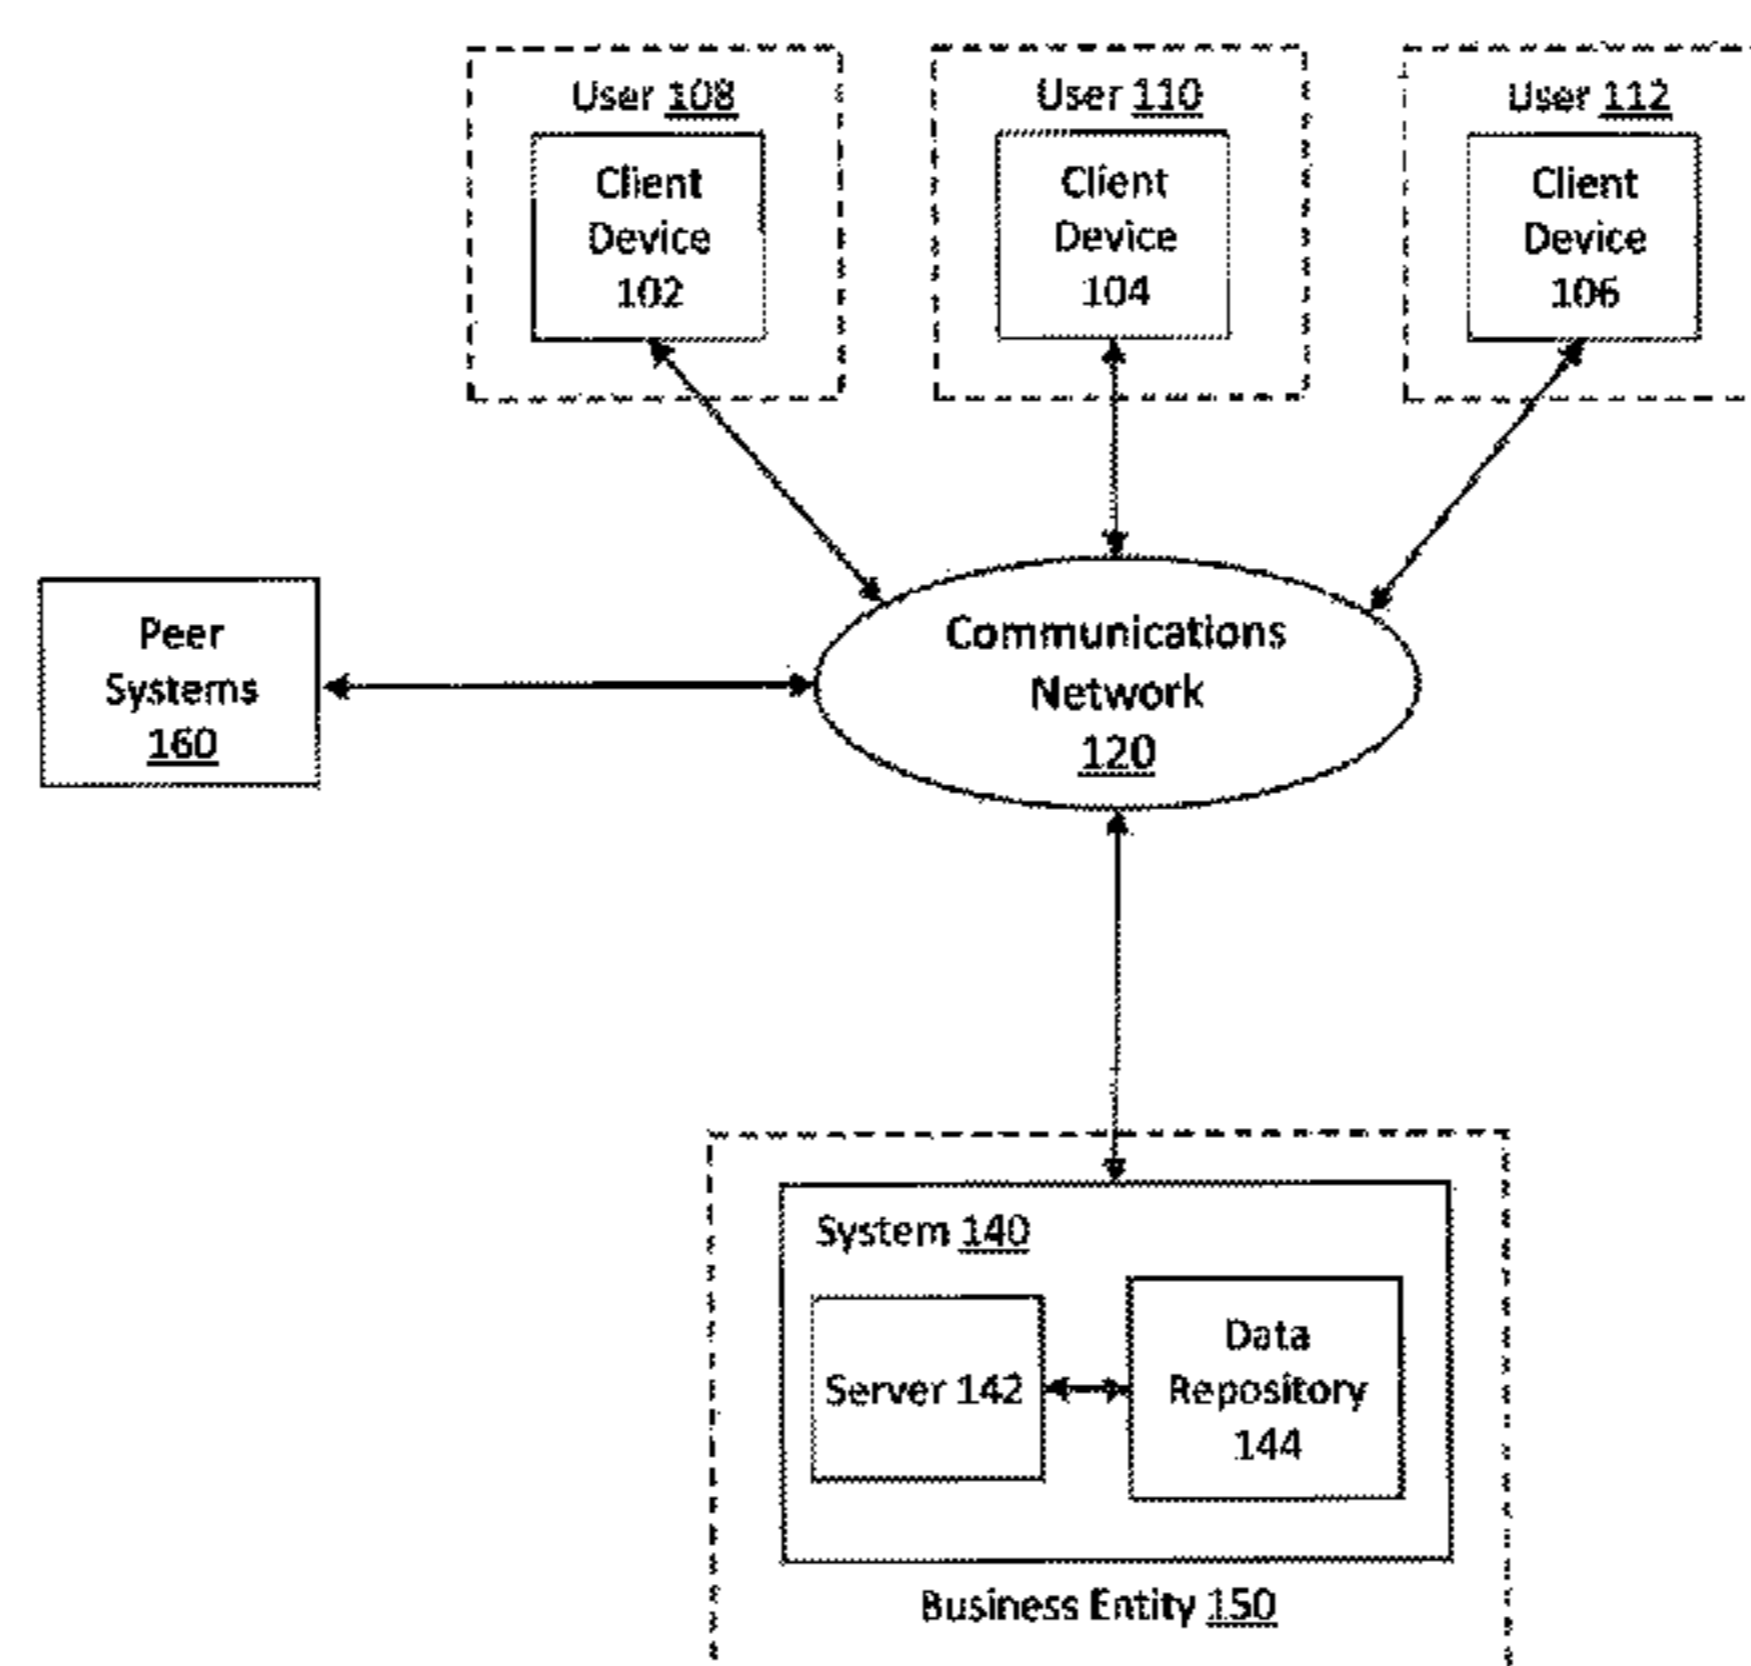 User 108
Client
Device
102
User 110
Client
Device
104
User 112
Client
Device
106
Peer
Systems
160
Communications
Network
120
System 140
Server 142
Data
Repository
144
Business Entity 150